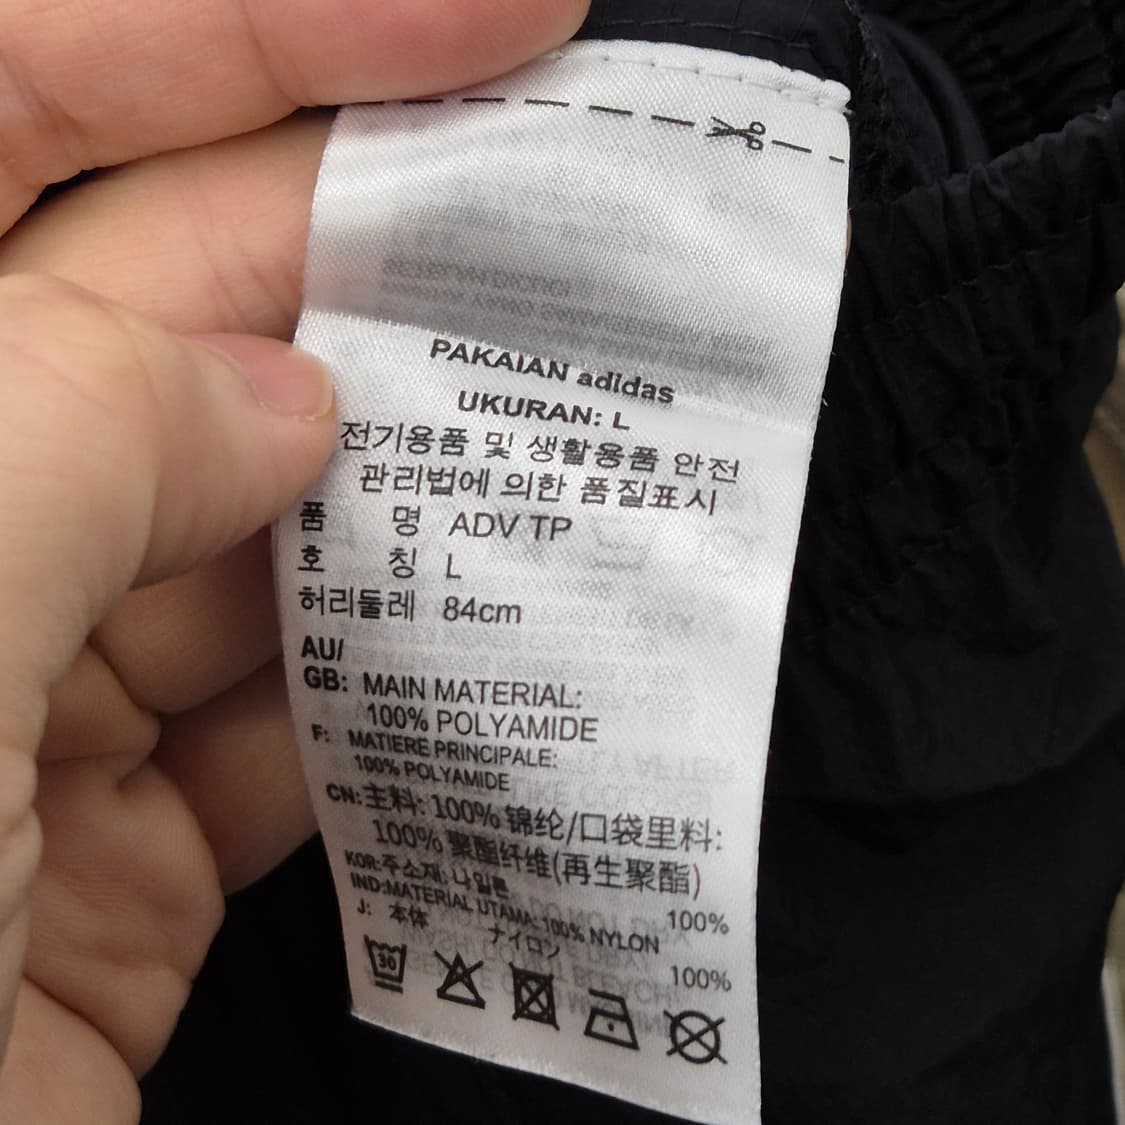 PAKAIAN adidas
UKURAN: L
전기용품 및 생활용품 안전
관리법에 의한 품질표시
품 명 ADV TP
호 칭 L
허리둘레 84cm
AU/
GB: MAIN MATERIAL:
100% POLYAMIDE
F: MATIERE PRINCIPALE:
100% POLYAMIDE
CN:主料: 100% 锦纶/口袋里料:
100% 聚酯纤维(再生聚酯)
KOR:주소재: 나일론 100%
IND:MATERIAL UTAMA: 100% NYLON
J: 本体 ナイロン 100%
30